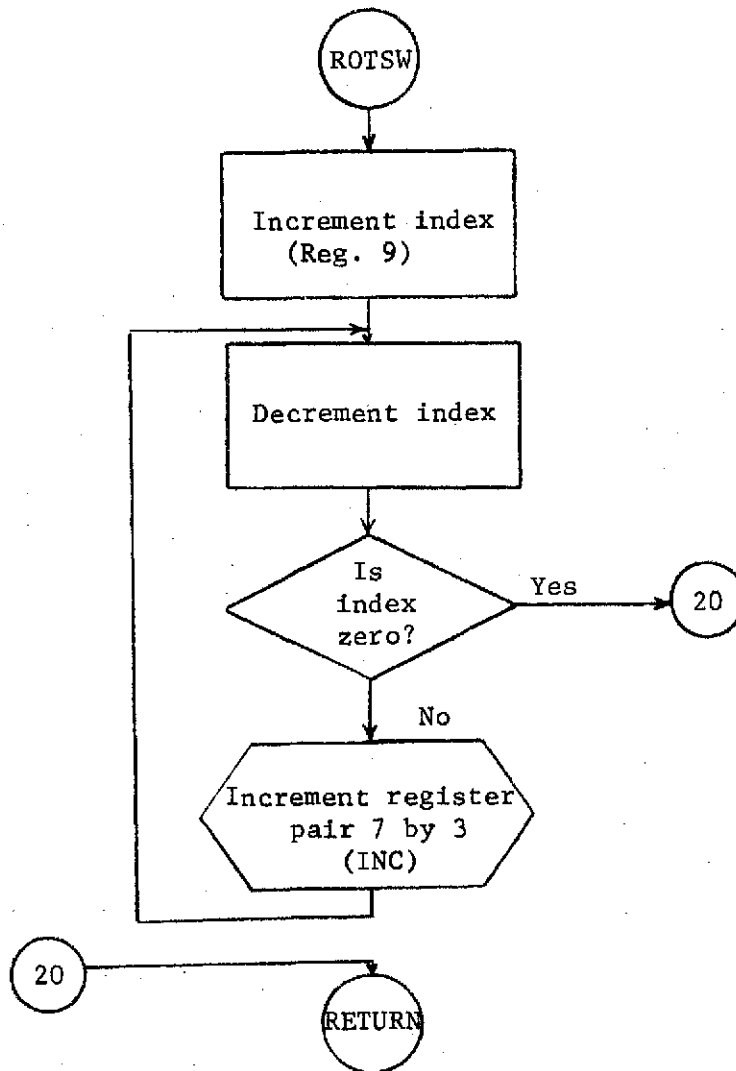 ROTSW
Increment index
(Reg. 9)
Decrement index
Is
index
zero?
Yes
20
No
Increment register
pair 7 by 3
(INC)
20
RETURN